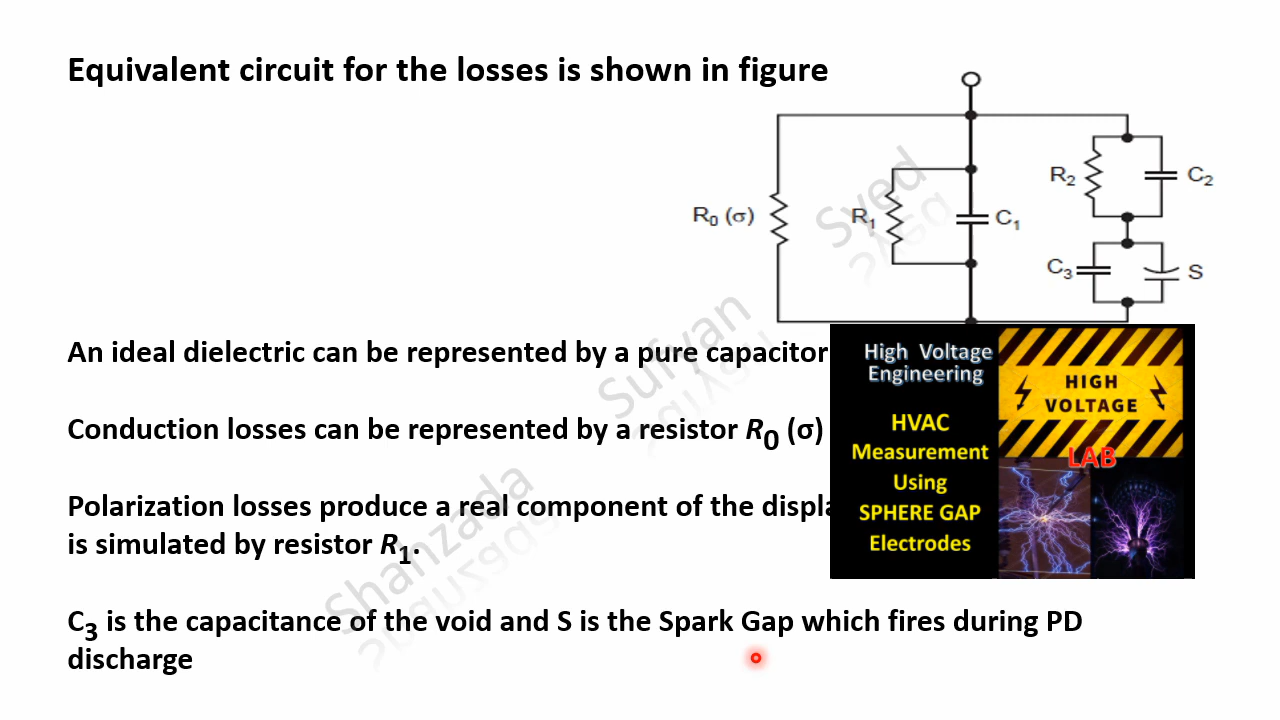 Equivalent circuit for the losses is shown in figure
R0 (σ)
R1
C1
R2
C2
C3
S
An ideal dielectric can be represented by a pure capacitor
Conduction losses can be represented by a resistor R0 (σ)
Polarization losses produce a real component of the
is simulated by resistor R1.
C3 is the capacitance of the void and S is the Spark Gap which fires during PD
discharge
High Voltage
Engineering
HVAC
Measurement
Using
SPHERE GAP
Electrodes
HIGH
VOLTAGE
LAB
Shahzada
Sufyan
Syed